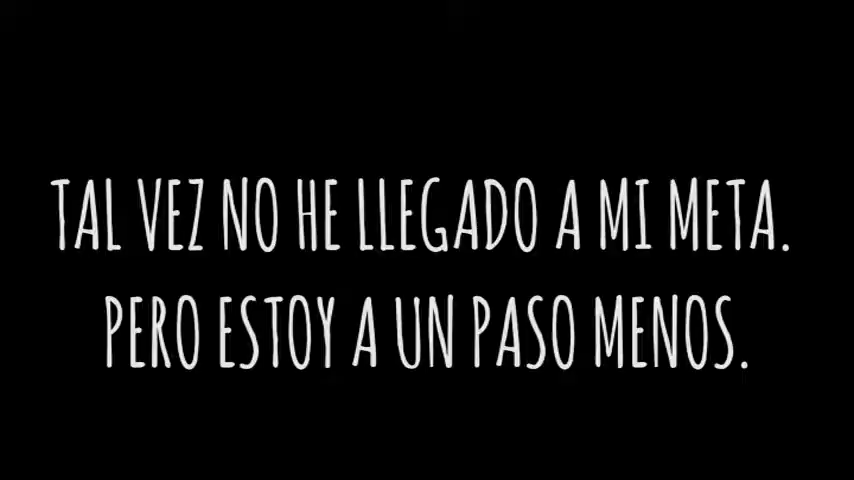 TAL VEZ NO HE LLEGADO A MI META.
PERO ESTOY A UN PASO MENOS.